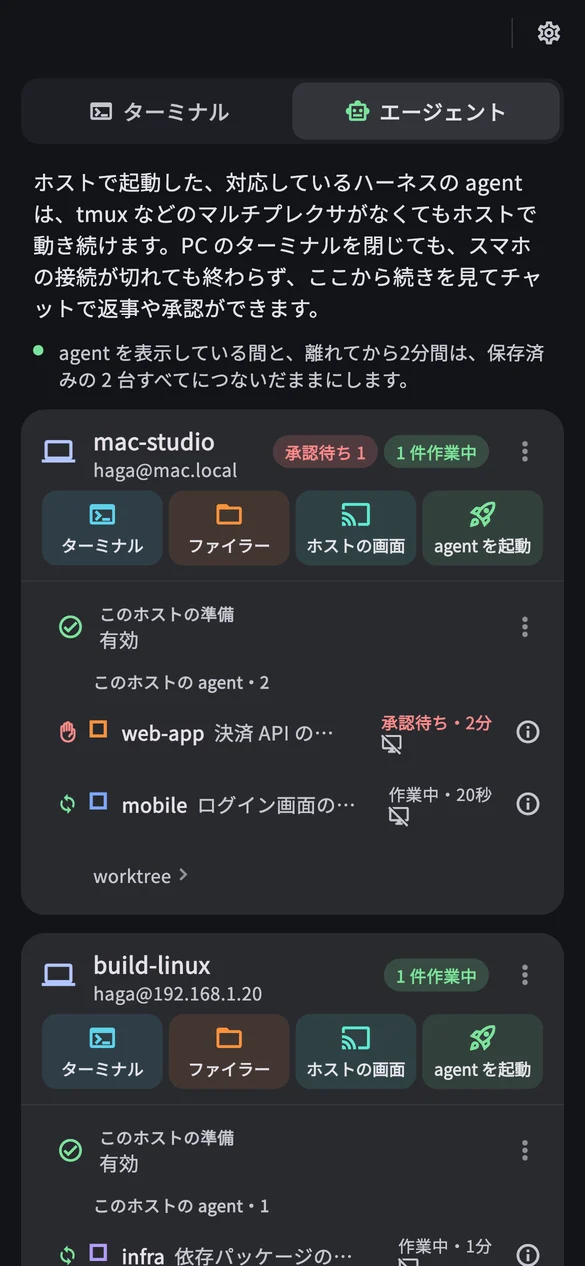 ターミナル
エージェント
ホストで起動した、対応しているハーネスの agent
は、tmux などのマルチプレクサがなくてもホストで
動き続けます。PC のターミナルを閉じても、スマホ
の接続が切れても終わらず、ここから続きを見てチャ
ットで返事や承認ができます。
agent を表示している間と、離れてから2分間は、保存済
みの 2 台すべてにつないだままにします。
mac-studio
承認待ち 1
1 件作業中
haga@mac.local
ターミナル
ファイラー
ホストの画面
agent を起動
このホストの準備
有効
このホストの agent・2
web-app 決済 API の…
承認待ち・2分
mobile ログイン画面の…
作業中・20秒
worktree
build-linux
1 件作業中
haga@192.168.1.20
ターミナル
ファイラー
ホストの画面
agent を起動
このホストの準備
有効
このホストの agent・1
infra 依存パッケージの…
作業中・1分